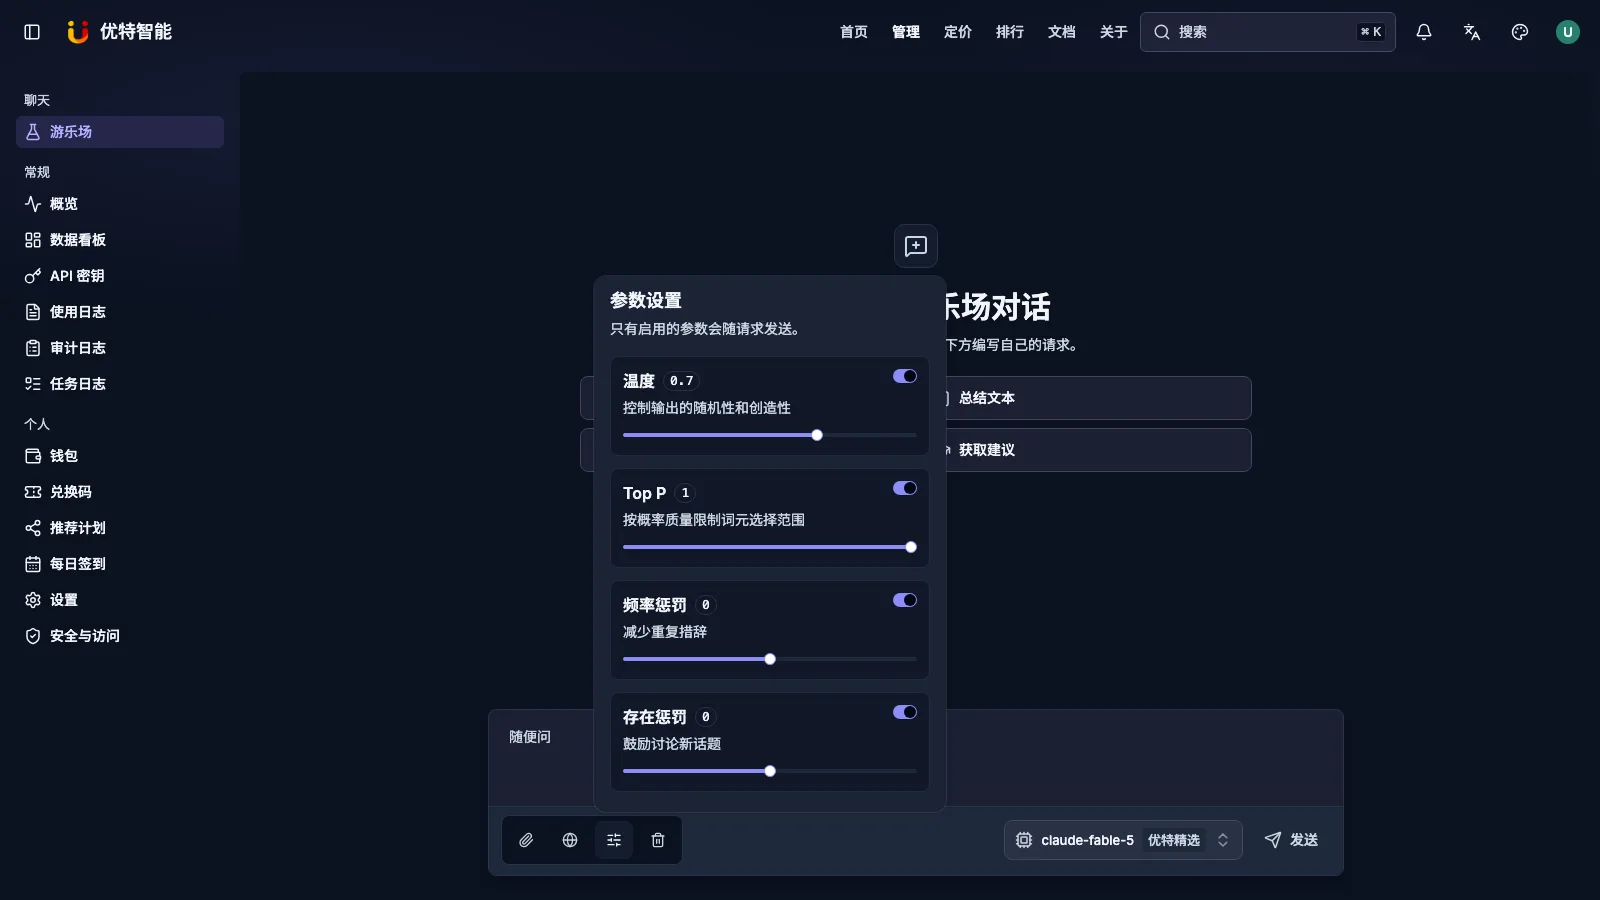 优特智能
首页
管理
定价
排行
文档
关于
搜索
⌘ K
U
聊天
游乐场
常规
概览
数据看板
API 密钥
使用日志
审计日志
任务日志
个人
钱包
兑换码
推荐计划
每日签到
设置
安全与访问
乐场对话
下方编写自己的请求。
总结文本
获取建议
参数设置
只有启用的参数会随请求发送。
温度 0.7
控制输出的随机性和创造性
Top P 1
按概率质量限制词元选择范围
频率惩罚 0
减少重复措辞
存在惩罚 0
鼓励讨论新话题
随便问
claude-fable-5 优特精选
发送